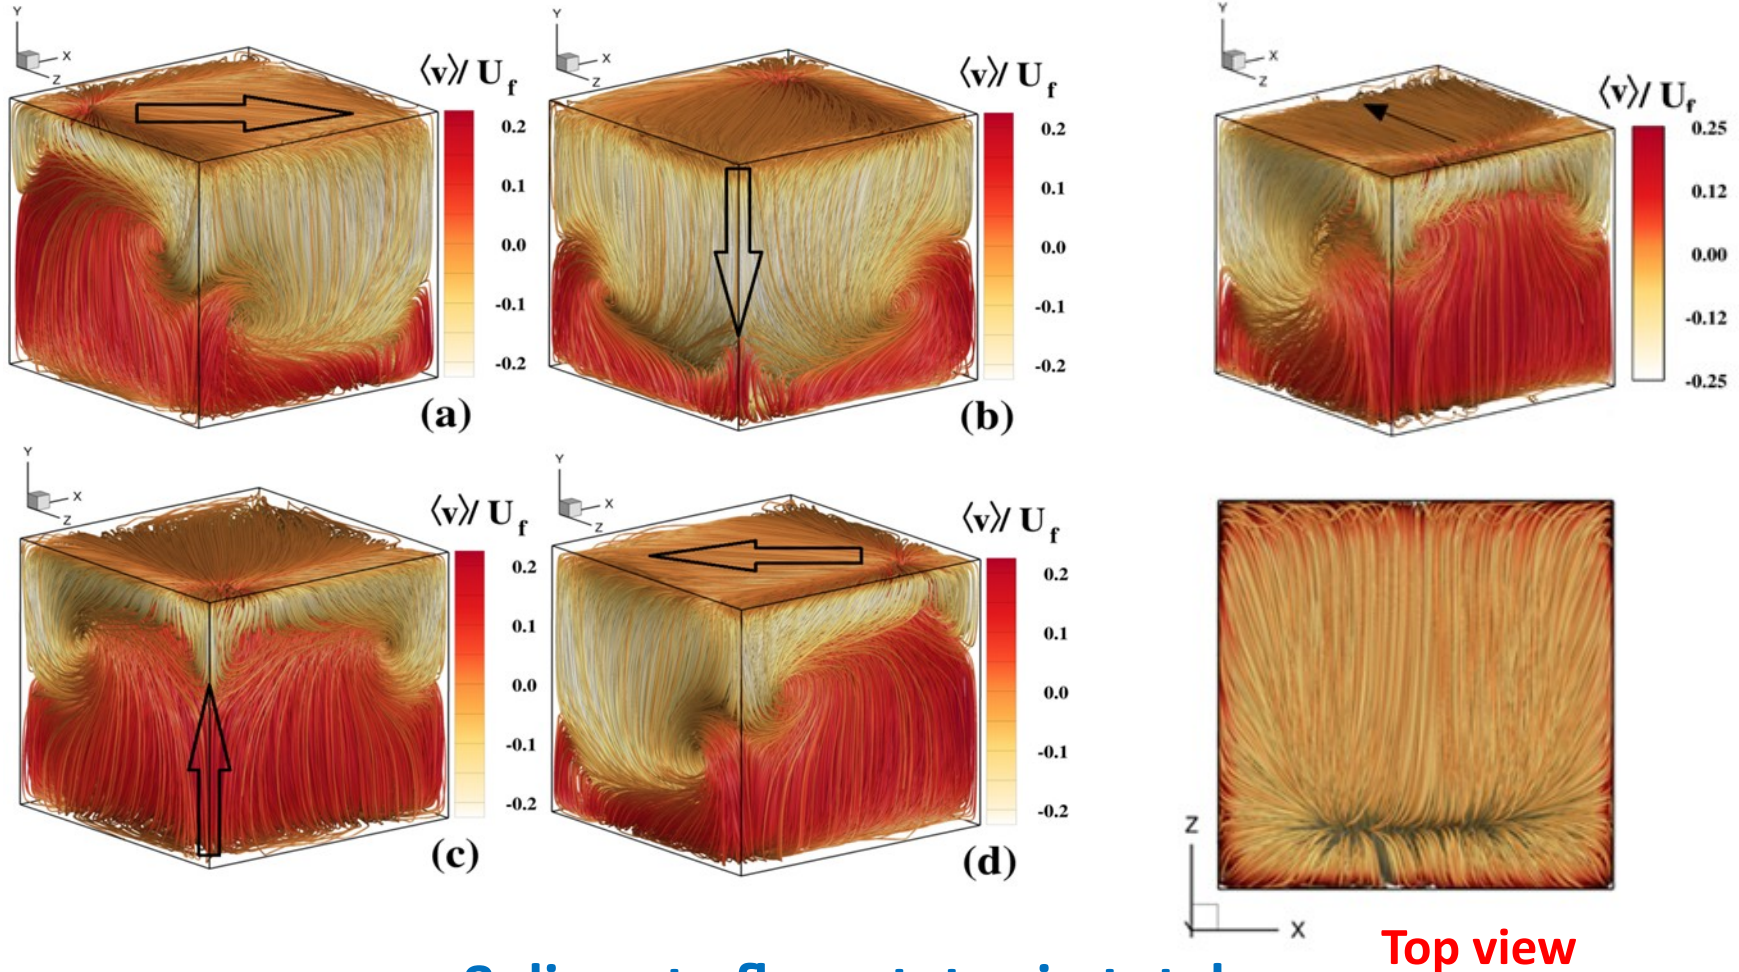 Y
X
Z
⟨v⟩/ U_f
0.2
0.1
0.0
-0.1
-0.2
(a)
Y
X
Z
⟨v⟩/ U_f
0.2
0.1
0.0
-0.1
-0.2
(b)
Y
X
Z
⟨v⟩/ U_f
0.25
0.12
0.00
-0.12
-0.25
Y
X
Z
⟨v⟩/ U_f
0.2
0.1
0.0
-0.1
-0.2
(c)
Y
X
Z
⟨v⟩/ U_f
0.2
0.1
0.0
-0.1
-0.2
(d)
Z
X
Top view